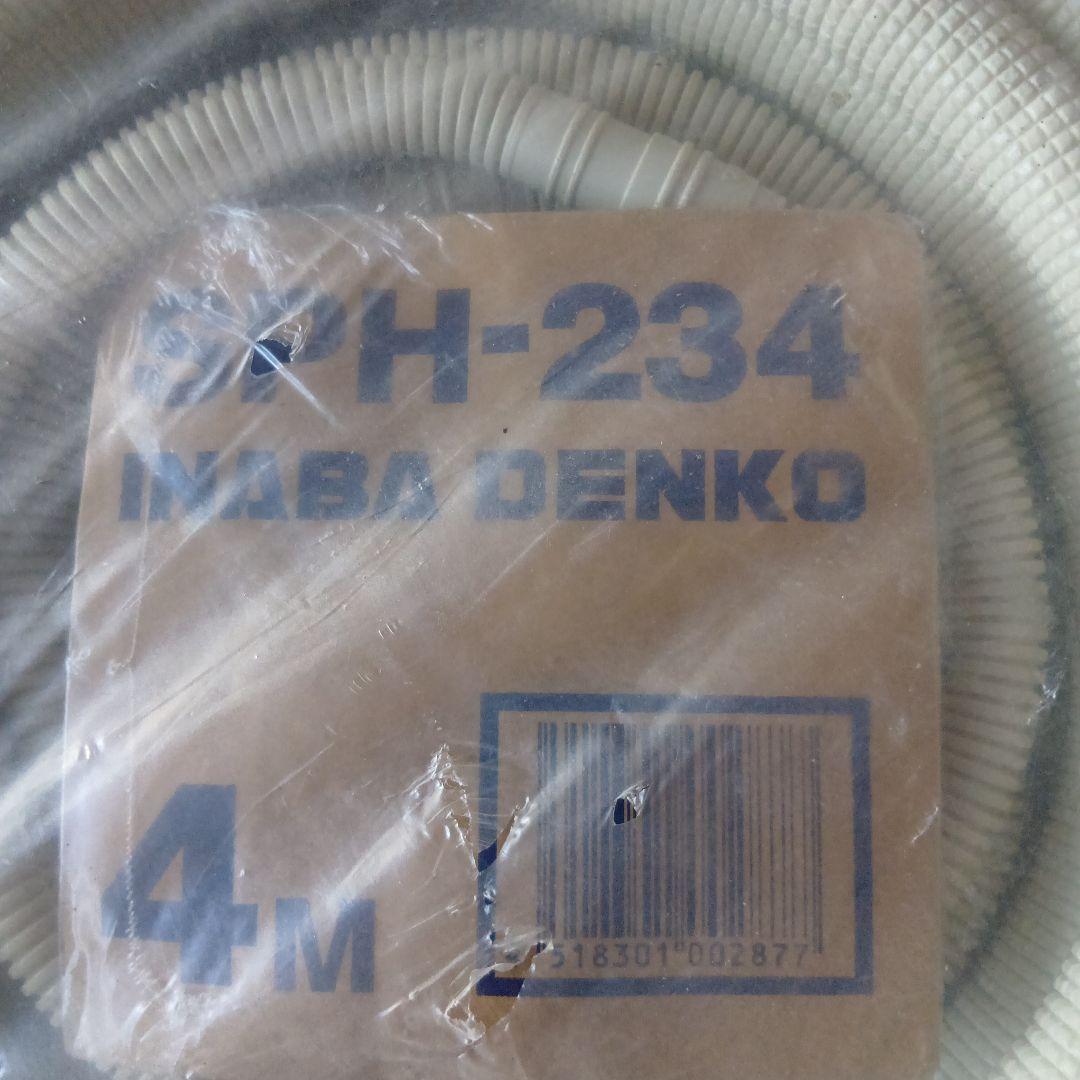 SPH-234
INABA DENKO
4M
518301 002877